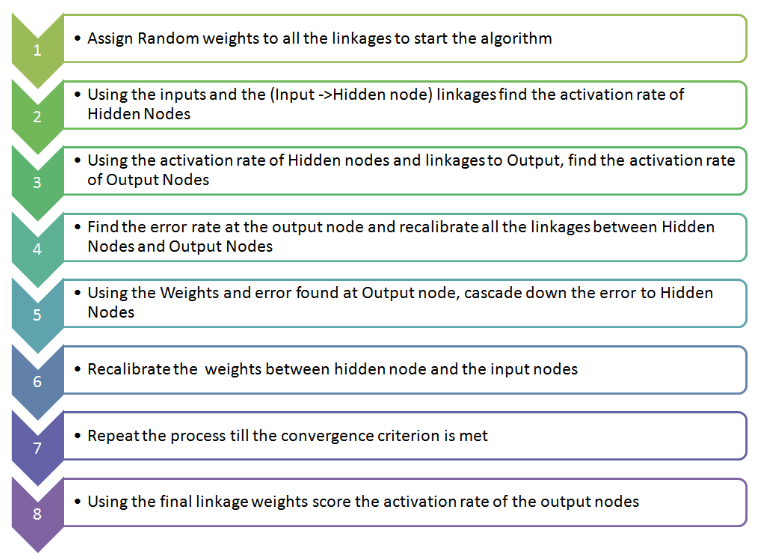 1
• Assign Random weights to all the linkages to start the algorithm
2
• Using the inputs and the (Input ->Hidden node) linkages find the activation rate of
Hidden Nodes
3
• Using the activation rate of Hidden nodes and linkages to Output, find the activation rate
of Output Nodes
4
• Find the error rate at the output node and recalibrate all the linkages between Hidden
Nodes and Output Nodes
5
• Using the Weights and error found at Output node, cascade down the error to Hidden
Nodes
6
• Recalibrate the weights between hidden node and the input nodes
7
• Repeat the process till the convergence criterion is met
8
• Using the final linkage weights score the activation rate of the output nodes